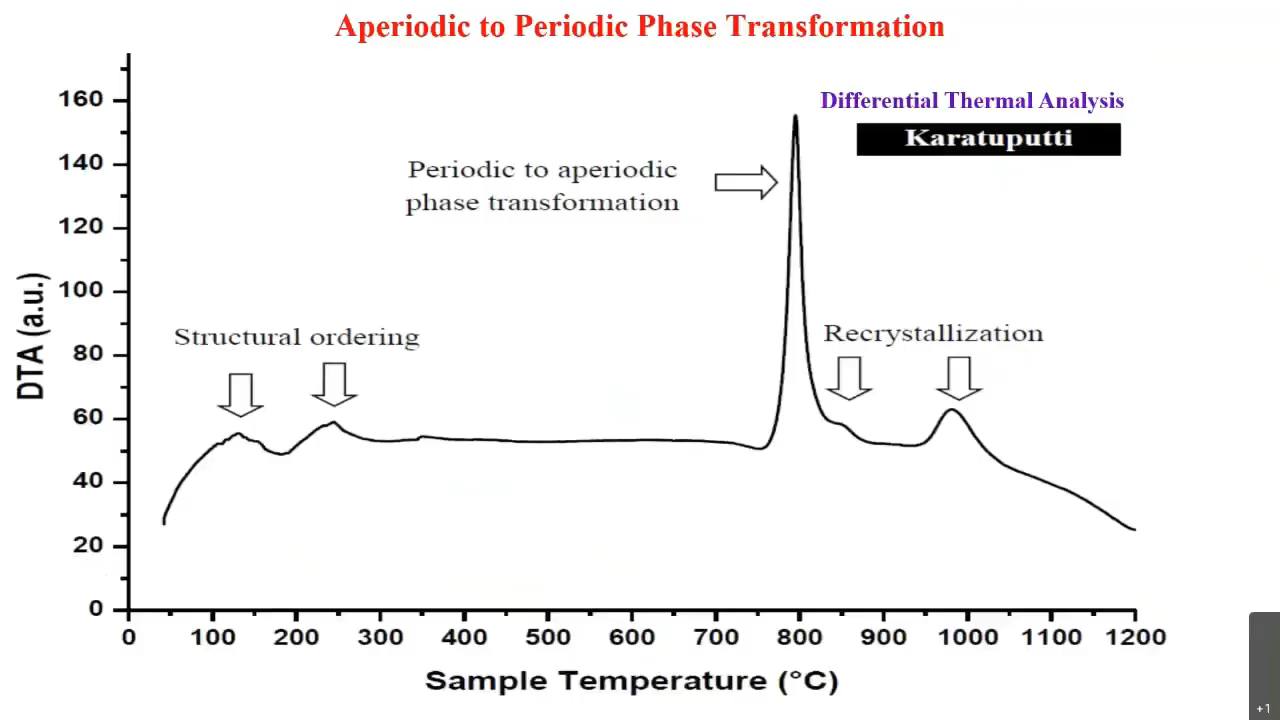 Aperiodic to Periodic Phase Transformation
Differential Thermal Analysis
Karatuputti
Periodic to aperiodic
phase transformation
Structural ordering
Recrystallization
DTA (a.u.)
160
140
120
100
80
60
40
20
0
0 100 200 300 400 500 600 700 800 900 1000 1100 1200
Sample Temperature (°C)
+1